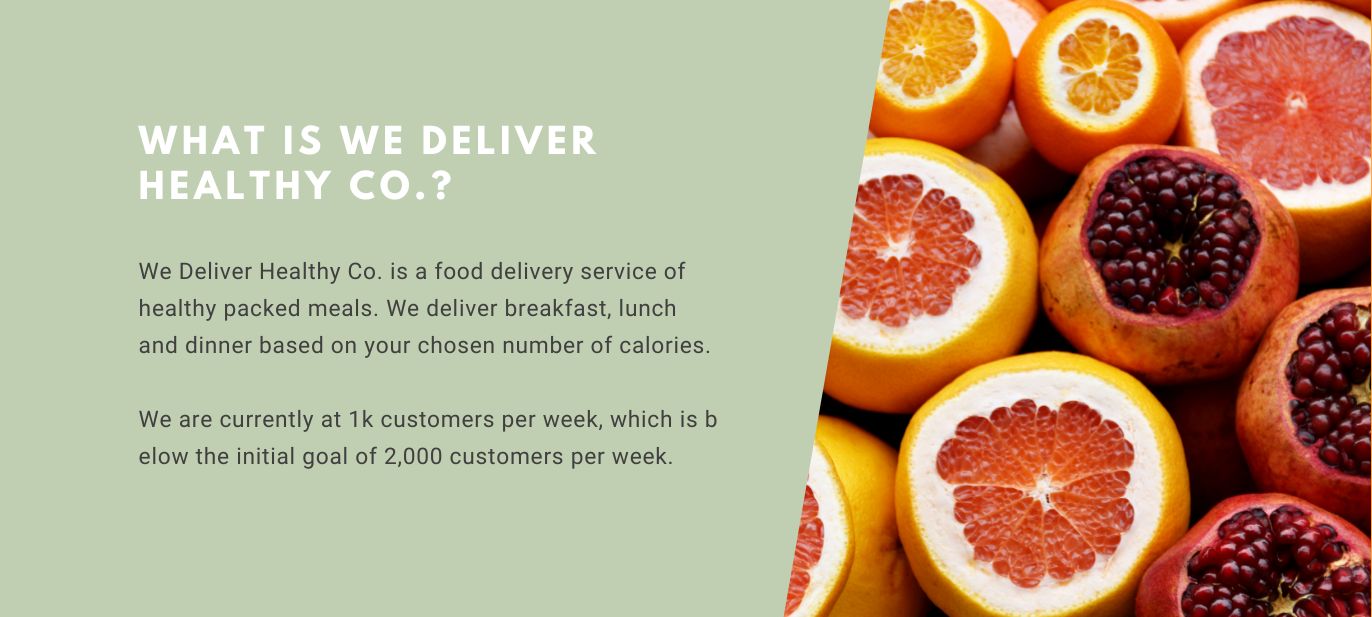 WHAT IS WE DELIVER
HEALTHY CO.?
We Deliver Healthy Co. is a food delivery service of
healthy packed meals. We deliver breakfast, lunch
and dinner based on your chosen number of calories.
We are currently at 1k customers per week, which is b
elow the initial goal of 2,000 customers per week.